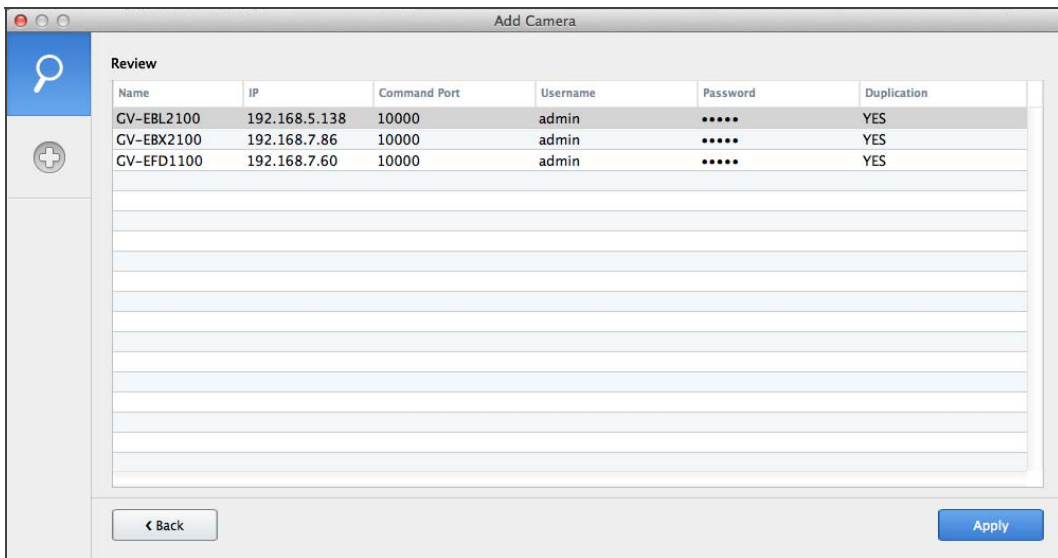 Add Camera
Review
Name IP Command Port Username Password Duplication
GV-EBL2100 192.168.5.138 10000 admin ••••• YES
GV-EBX2100 192.168.7.86 10000 admin ••••• YES
GV-EFD1100 192.168.7.60 10000 admin ••••• YES
Back Apply